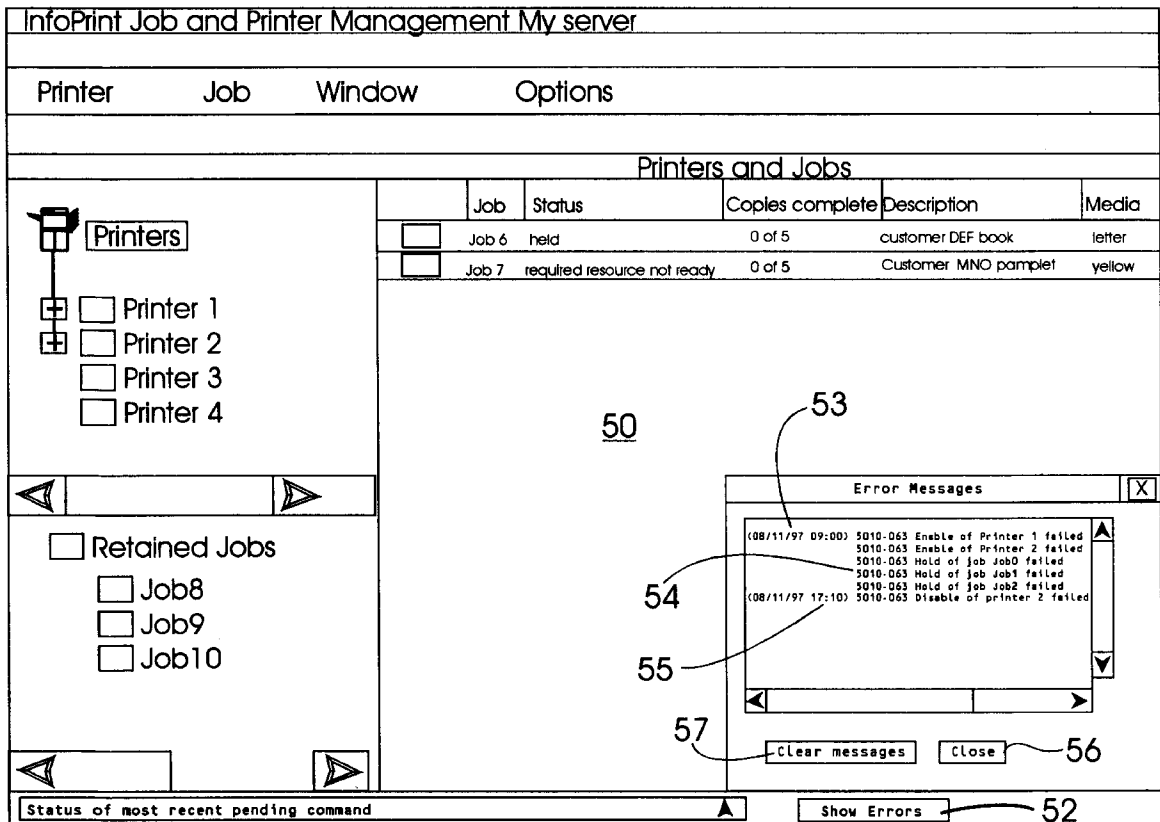 InfoPrint Job and Printer Management My server
Printer Job Window Options
Printers and Jobs
Printers
Printer 1
Printer 2
Printer 3
Printer 4
Job Status Copies complete Description Media
Job 6 held 0 of 5 customer DEF book letter
Job 7 required resource not ready 0 of 5 Customer MNO pamplet yellow
50
53
Error Messages X
(08/11/97 09:00) 5010-063 Enable of Printer 1 failed
5010-063 Enable of Printer 2 failed
5010-063 Hold of job Job0 failed
5010-063 Hold of job Job1 failed
5010-063 Hold of job Job2 failed
(08/11/97 17:10) 5010-063 Disable of printer 2 failed
54
55
Retained Jobs
Job8
Job9
Job10
57
Clear messages Close 56
Status of most recent pending command Show Errors 52